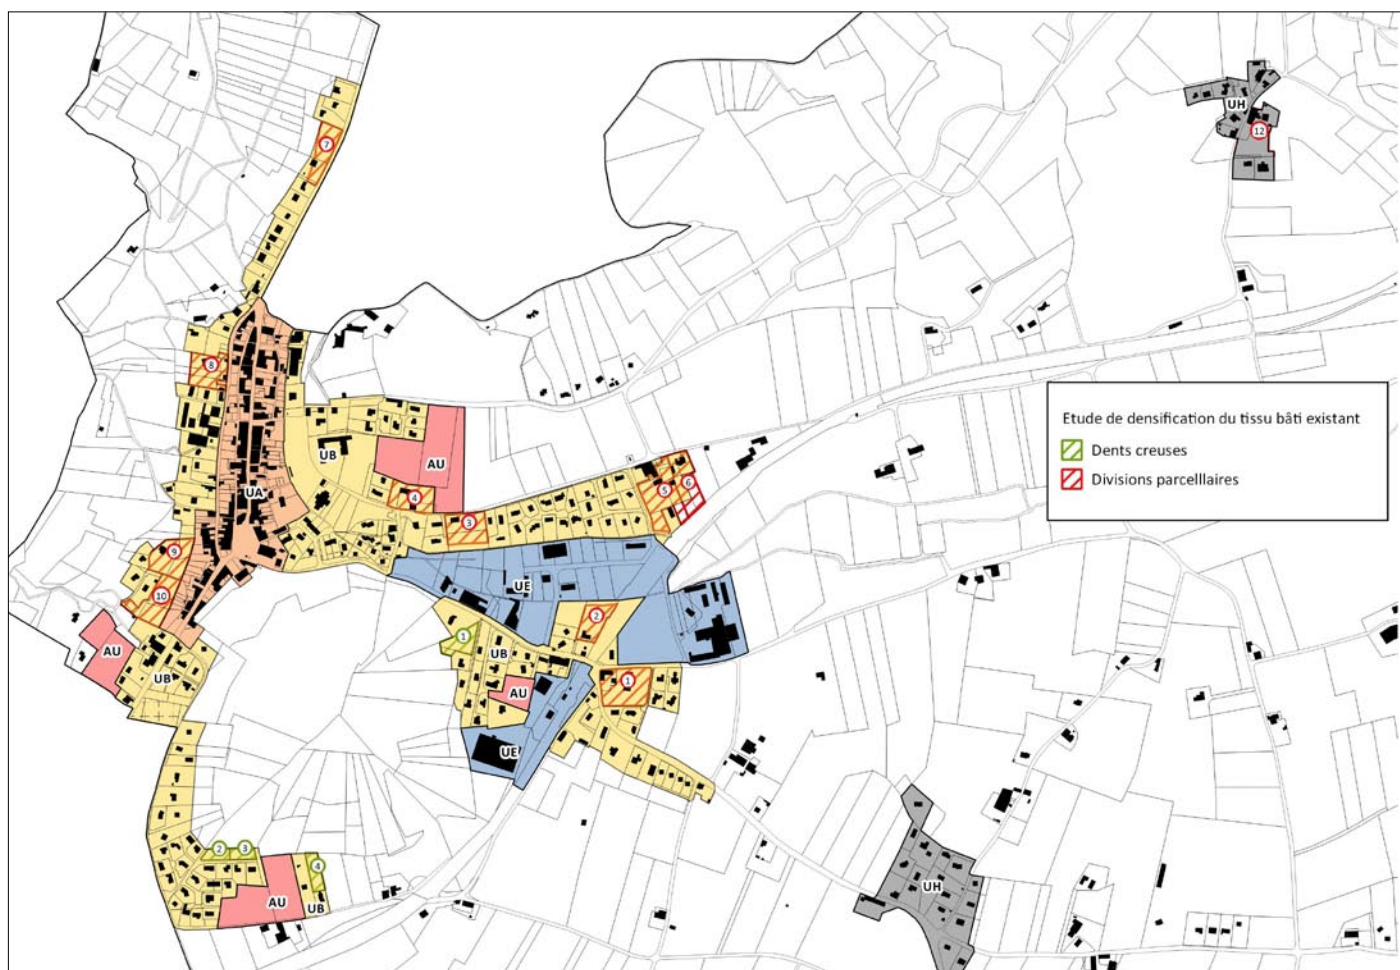 UH
12
7
8
UB
AU
UA
4
3
5
6
Etude de densification du tissu bâti existant
Dents creuses
Divisions parcelllaires
9
10
UE
2
1
UB
AU
1
AU
UB
UE
2
3
4
AU
UB
UH